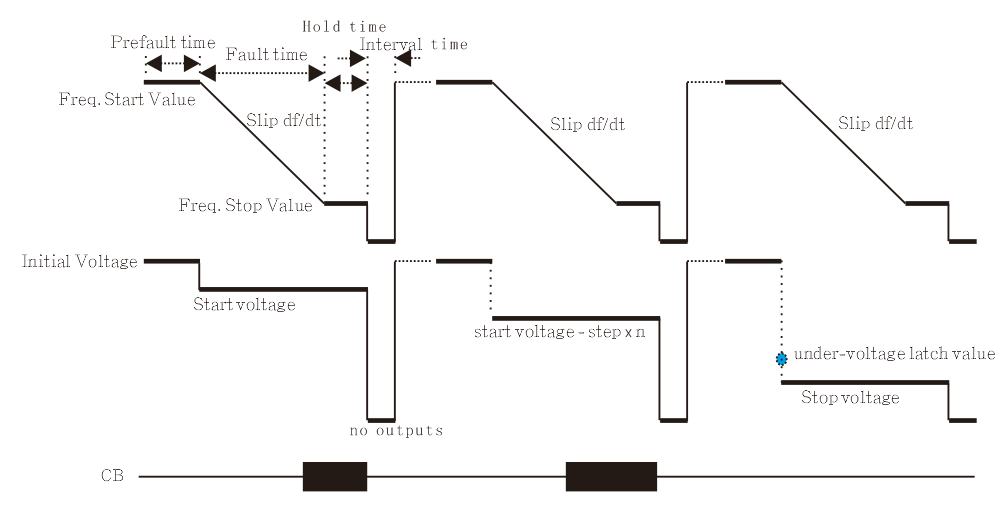 Hold time
Prefault time
Interval time
Fault time
Freq. Start Value
Slip df/dt
Slip df/dt
Slip df/dt
Freq. Stop Value
Initial Voltage
Start voltage
start voltage - step x n
under-voltage latch value
Stop voltage
no outputs
CB